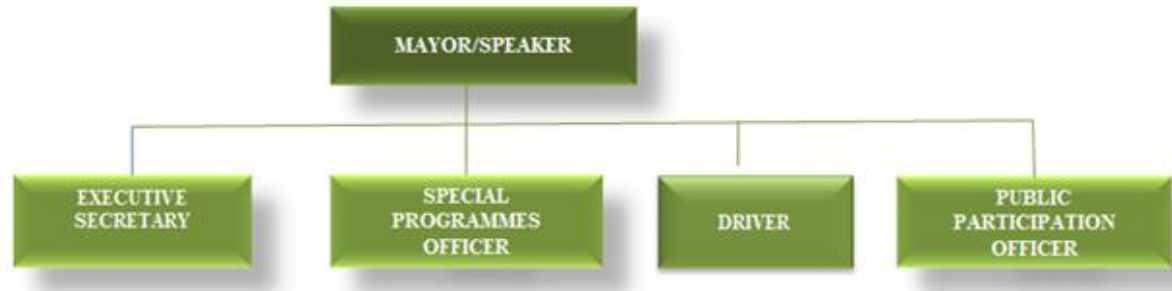 MAYOR/SPEAKER
EXECUTIVE
SECRETARY
SPECIAL
PROGRAMMES
OFFICER
DRIVER
PUBLIC
PARTICIPATION
OFFICER